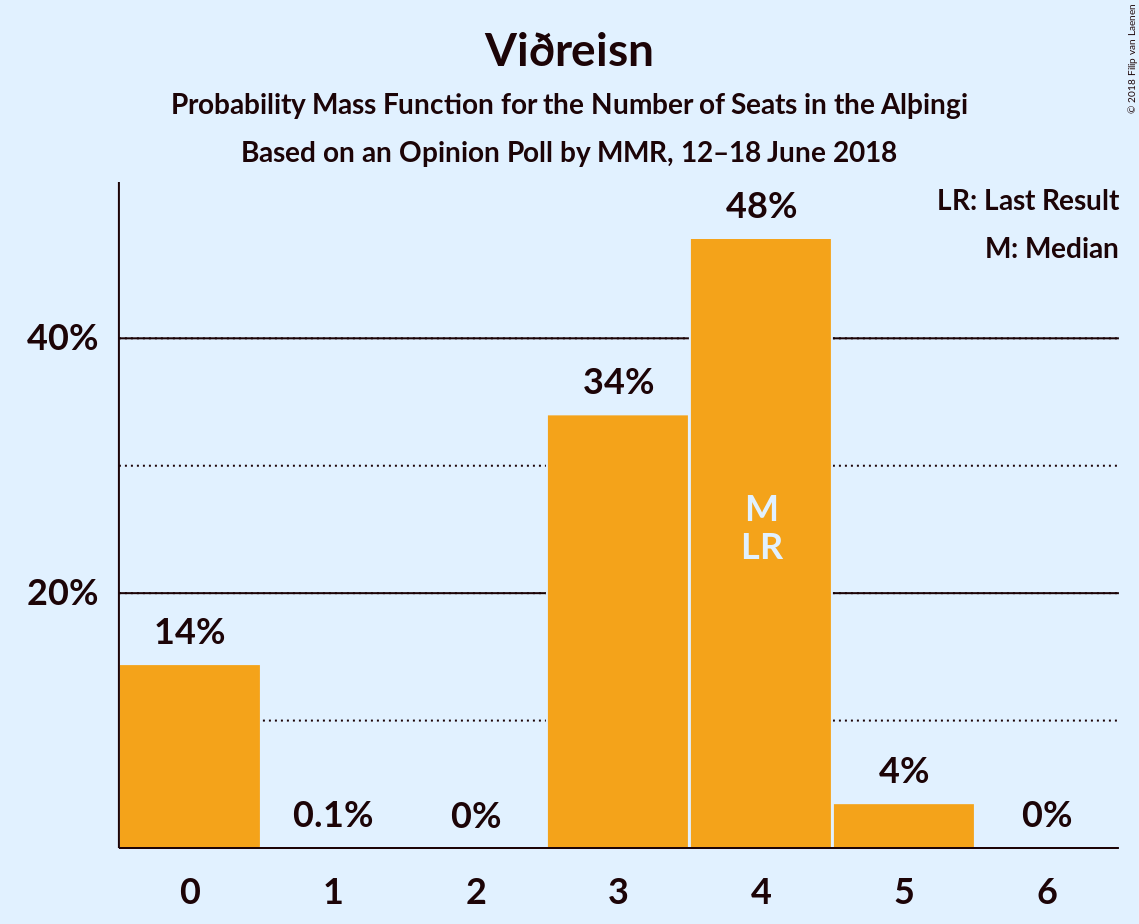 Viðreisn
Probability Mass Function for the Number of Seats in the Alþingi
Based on an Opinion Poll by MMR, 12–18 June 2018
© 2018 Filip van Laenen
LR: Last Result
M: Median
48%
40%
34%
M
LR
20%
14%
4%
0.1%
0%
0%
0
1
2
3
4
5
6